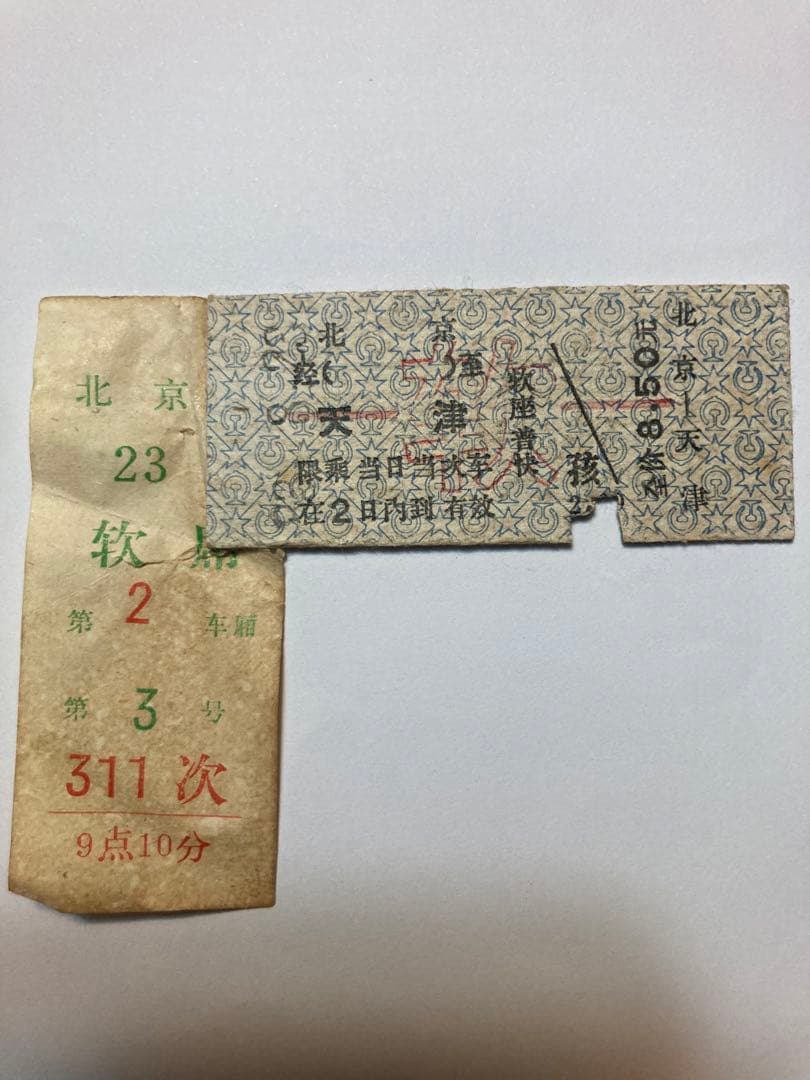 北 京
23
软 席
第 2 车厢
第 3 号
311 次
9点10分
北 京
经( )至
天 津
限乘当日当次车
在2日内到有效
软座普快
孩
全价8.50元
北京—天津